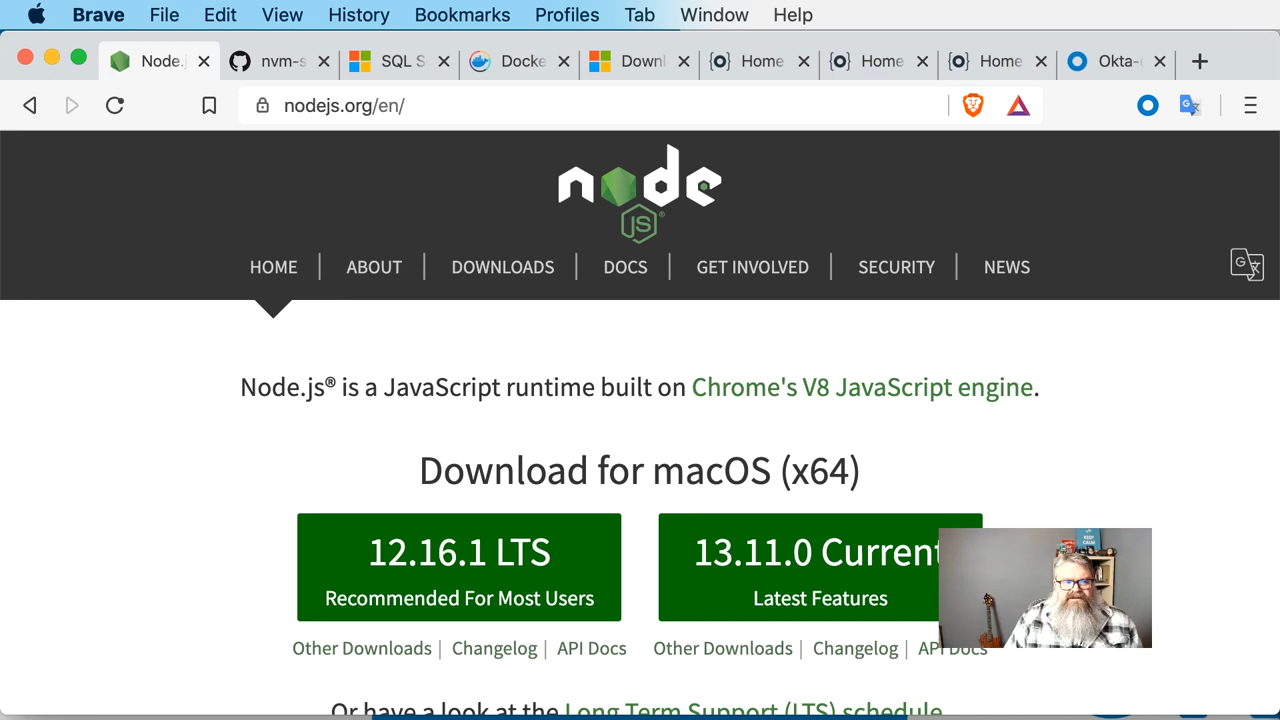 Brave File Edit View History Bookmarks Profiles Tab Window Help
Node.j nvm-s SQL S Docke Downl Home Home Home Okta-
nodejs.org/en/
node
JS
HOME ABOUT DOWNLOADS DOCS GET INVOLVED SECURITY NEWS
Node.js® is a JavaScript runtime built on Chrome's V8 JavaScript engine.
Download for macOS (x64)
12.16.1 LTS 13.11.0 Current
Recommended For Most Users Latest Features
Other Downloads | Changelog | API Docs Other Downloads | Changelog | API Docs
KEEP
CALM
Or have a look at the Long Term Support (LTS) schedule